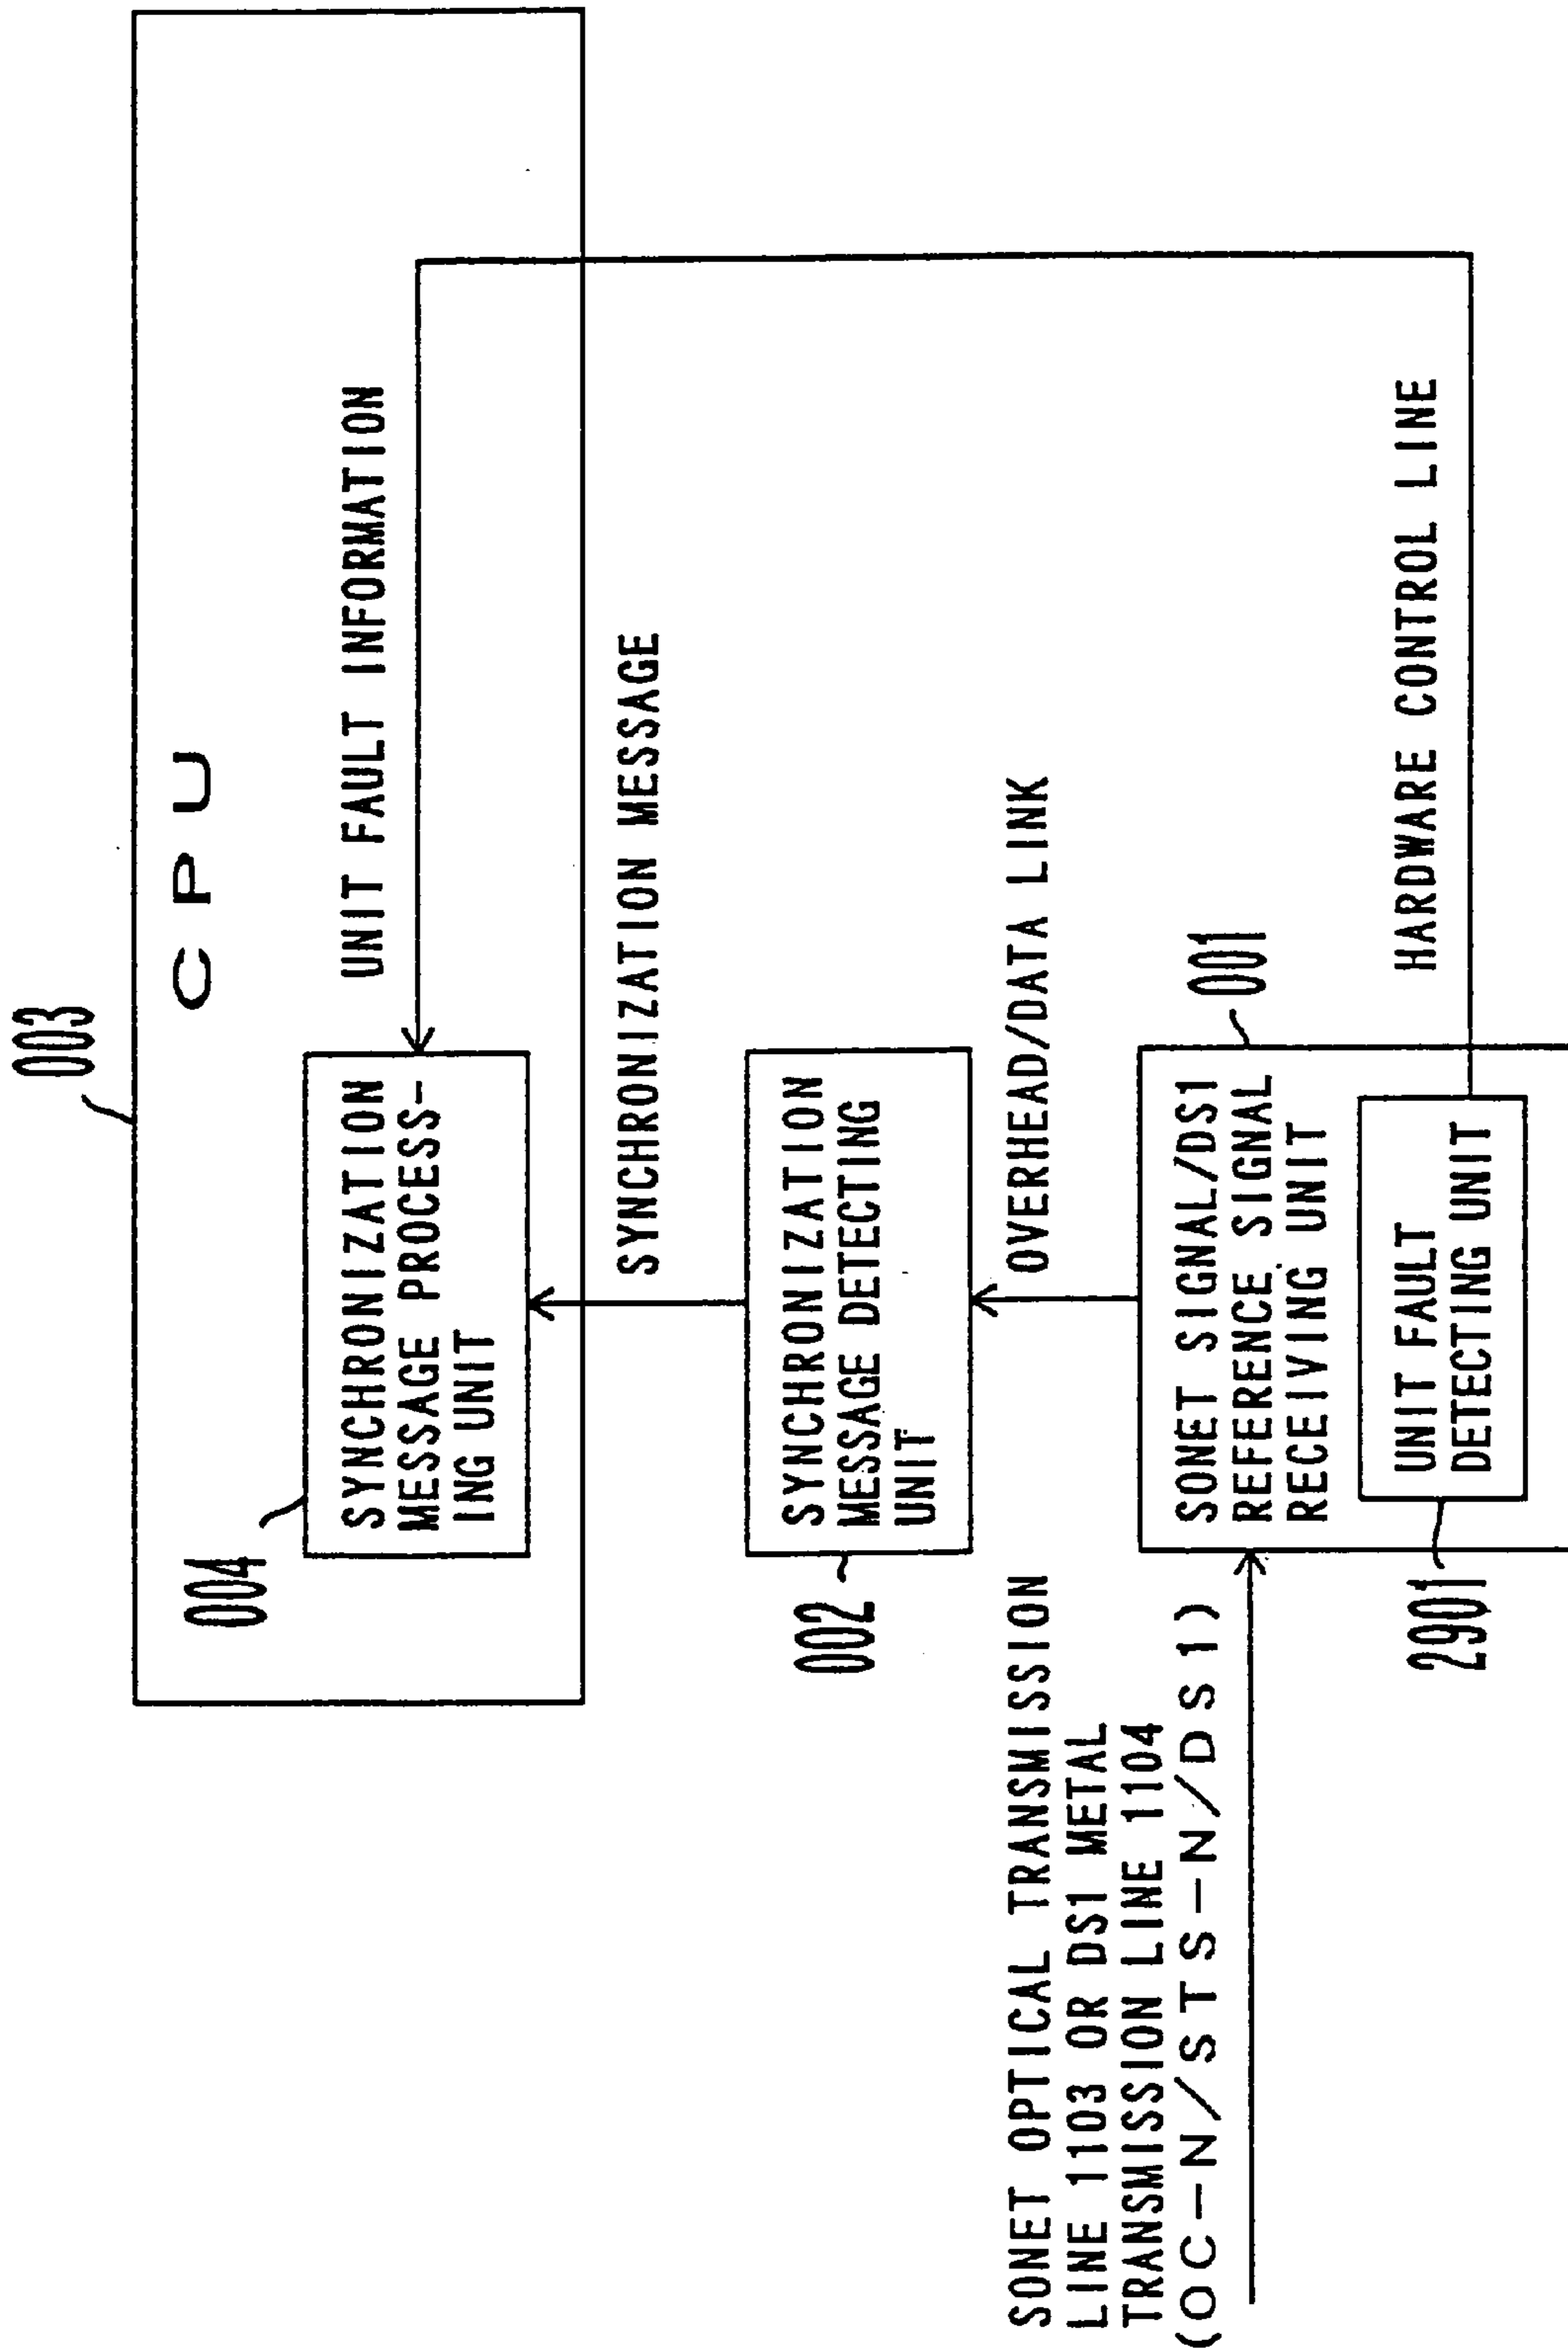 003
C P U
004
SYNCHRONIZATION
MESSAGE PROCESS-
ING UNIT
UNIT FAULT INFORMATION
SYNCHRONIZATION MESSAGE
002
SYNCHRONIZATION
MESSAGE DETECTING
UNIT
OVERHEAD/DATA LINK
SONET OPTICAL TRANSMISSION
LINE 1103 OR DS1 METAL
TRANSMISSION LINE 1104
(OC-N/STS-N/DS1)
001
SONET SIGNAL/DS1
REFERENCE SIGNAL
RECEIVING UNIT
2901
UNIT FAULT
DETECTING UNIT
HARDWARE CONTROL LINE